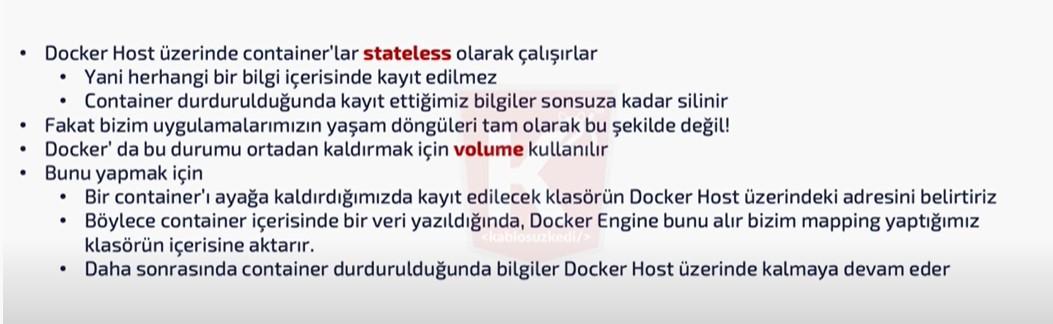 • Docker Host üzerinde container'lar stateless olarak çalışırlar
• Yani herhangi bir bilgi içerisinde kayıt edilmez
• Container durdurulduğunda kayıt ettiğimiz bilgiler sonsuza kadar silinir
• Fakat bizim uygulamalarımızın yaşam döngüleri tam olarak bu şekilde değil!
• Docker' da bu durumu ortadan kaldırmak için volume kullanılır
• Bunu yapmak için
• Bir container'ı ayağa kaldırdığımızda kayıt edilecek klasörün Docker Host üzerindeki adresini belirtiriz
• Böylece container içerisinde bir veri yazıldığında, Docker Engine bunu alır bizim mapping yaptığımız
klasörün içerisine aktarır.
<kablosuzkedi/>
• Daha sonrasında container durdurulduğunda bilgiler Docker Host üzerinde kalmaya devam eder